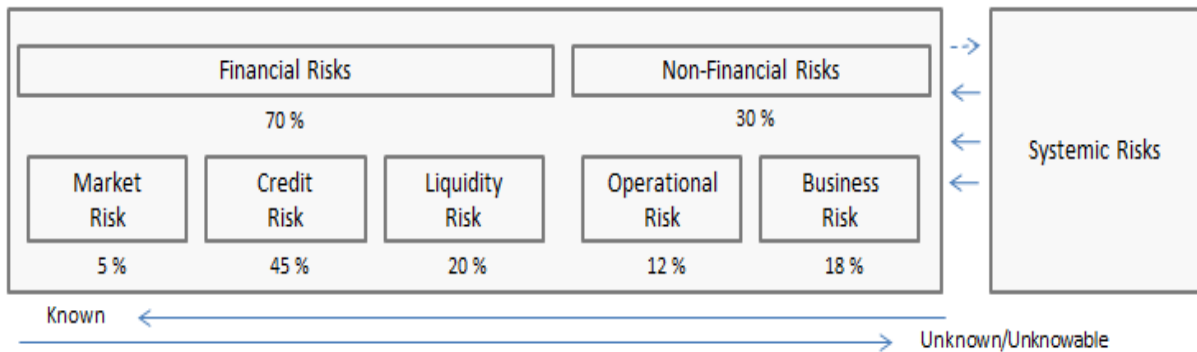 Financial Risks
Non-Financial Risks
70 %
30 %
Systemic Risks
Market
Risk
Credit
Risk
Liquidity
Risk
Operational
Risk
Business
Risk
5 %
45 %
20 %
12 %
18 %
Known
Unknown/Unknowable